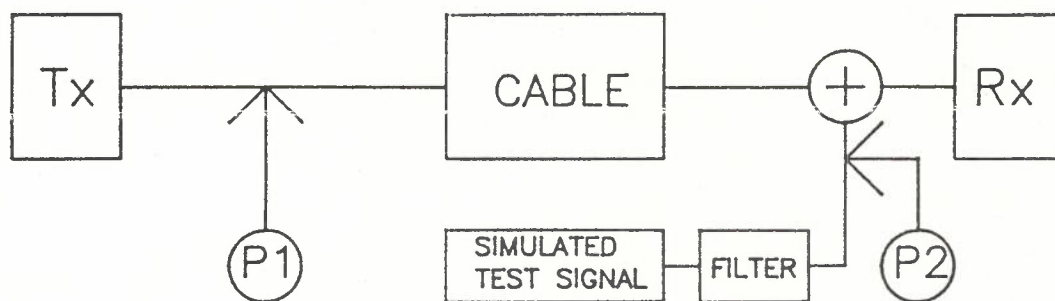 Tx
CABLE
+
Rx
P1
SIMULATED
TEST SIGNAL
FILTER
P2